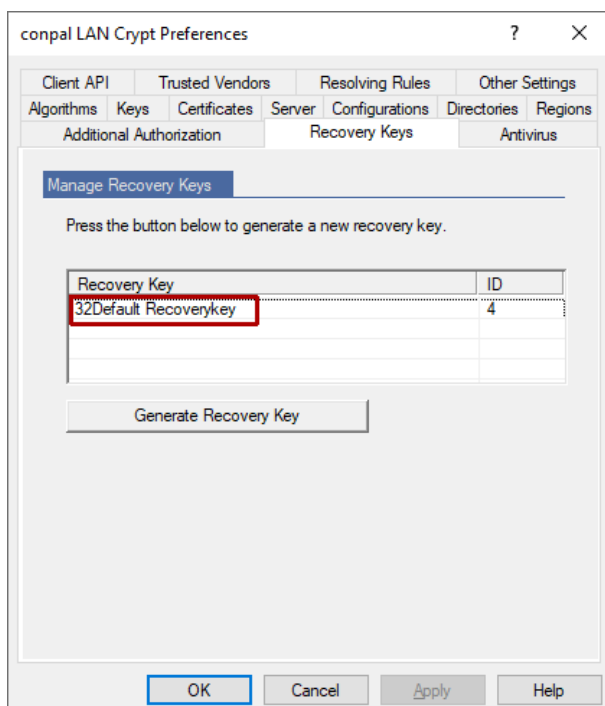 conpal LAN Crypt Preferences ?
Client API Trusted Vendors Resolving Rules Other Settings
Algorithms Keys Certificates Server Configurations Directories Regions
Additional Authorization Recovery Keys Antivirus
Manage Recovery Keys
Press the button below to generate a new recovery key.
Recovery Key ID
32Default Recoverykey 4
Generate Recovery Key
OK Cancel Apply Help